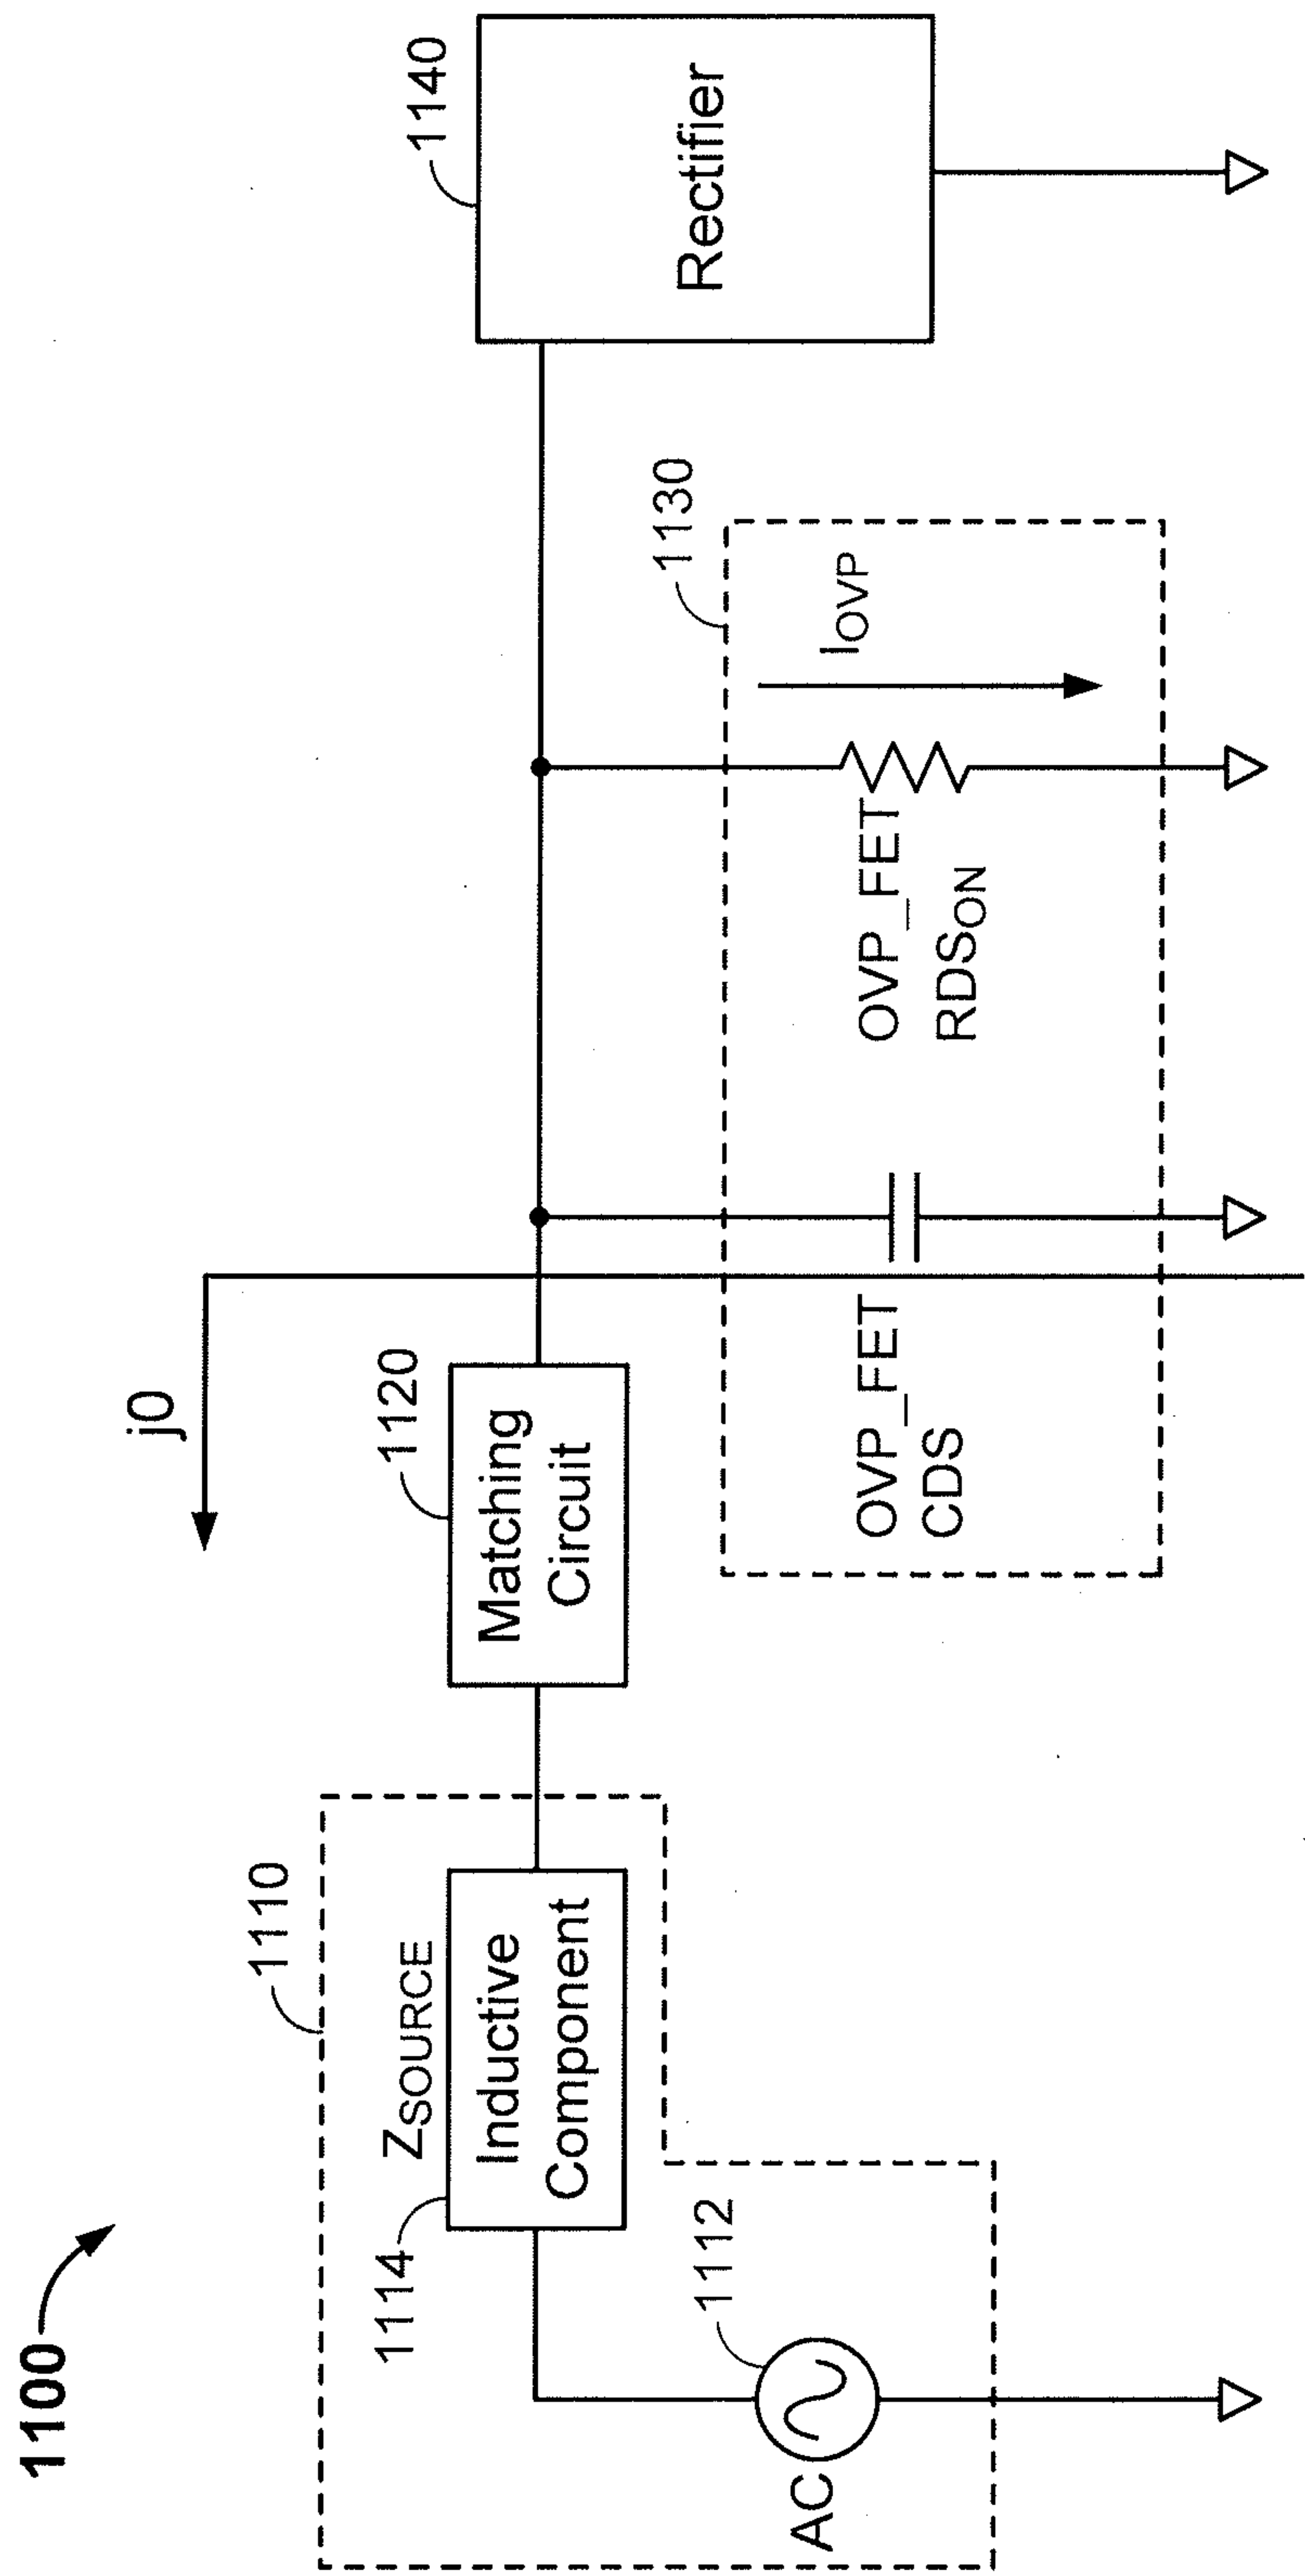 1100
j0
1110
1114
ZSOURCE
Inductive
Component
1112
AC
1120
Matching
Circuit
OVP_FET
CDS
OVP_FET
RDSON
IOVP
1130
1140
Rectifier